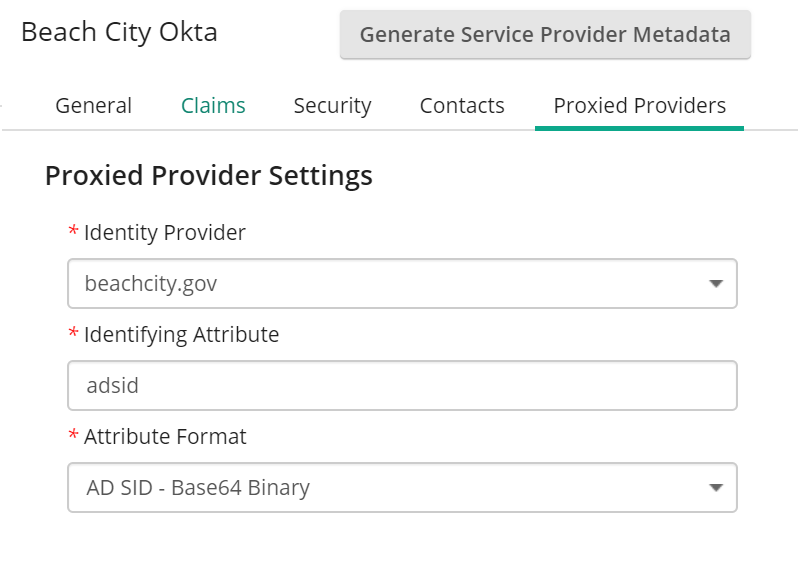 Beach City Okta
Generate Service Provider Metadata
General Claims Security Contacts Proxied Providers
Proxied Provider Settings
* Identity Provider
beachcity.gov
* Identifying Attribute
adsid
* Attribute Format
AD SID - Base64 Binary